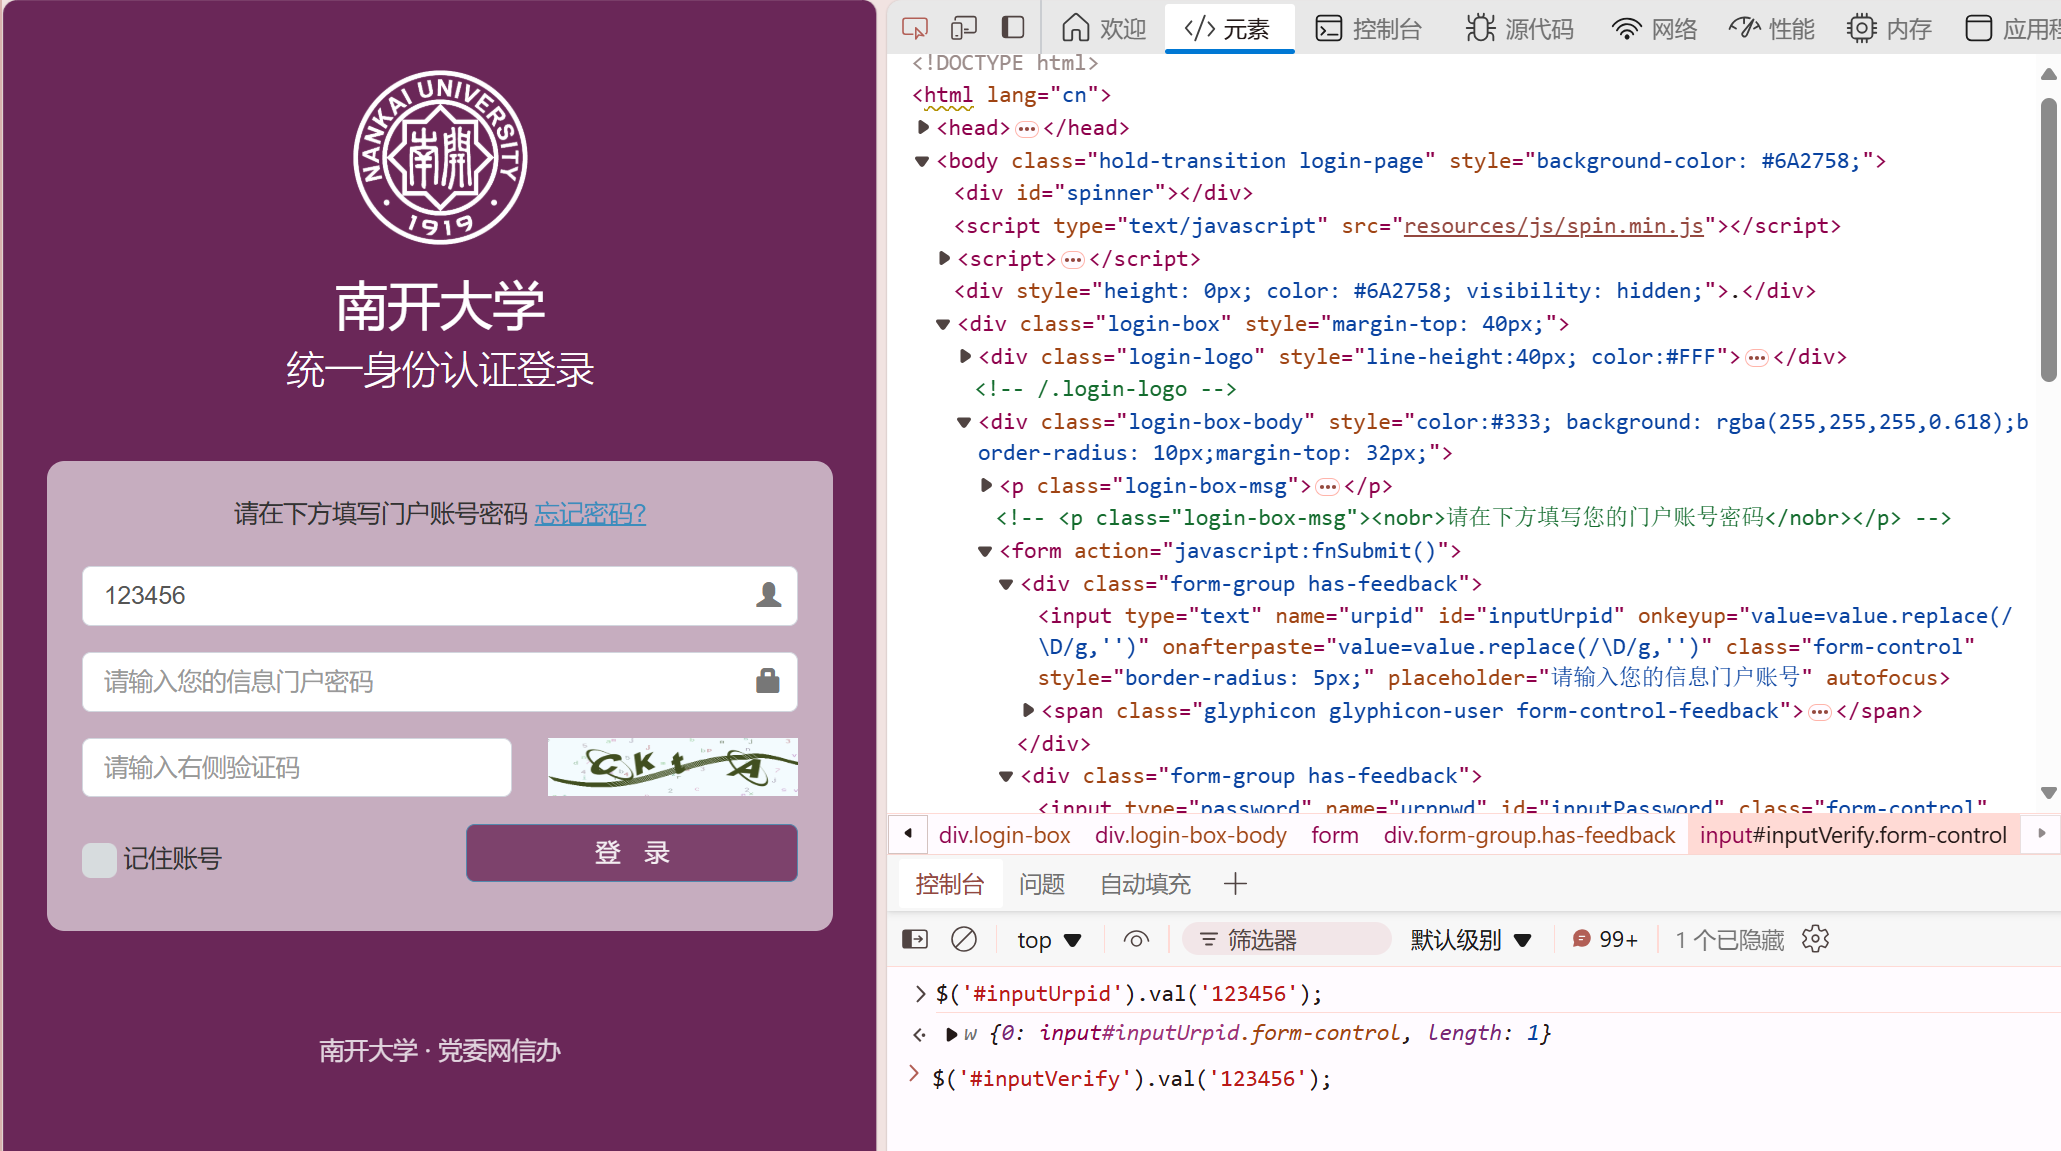 NANKAI UNIVERSITY
南開
1919
南开大学
统一身份认证登录
请在下方填写门户账号密码 忘记密码?
123456
请输入您的信息门户密码
请输入右侧验证码
CKtA
记住账号
登 录
南开大学 · 党委网信办
欢迎 元素 控制台 源代码 网络 性能 内存 应用程
<!DOCTYPE html>
<html lang="cn">
<head>…</head>
<body class="hold-transition login-page" style="background-color: #6A2758;">
<div id="spinner"></div>
<script type="text/javascript" src="resources/js/spin.min.js"></script>
<script>…</script>
<div style="height: 0px; color: #6A2758; visibility: hidden;">.</div>
<div class="login-box" style="margin-top: 40px;">
<div class="login-logo" style="line-height:40px; color:#FFF">…</div>
<!-- /.login-logo -->
<div class="login-box-body" style="color:#333; background: rgba(255,255,255,0.618);b
order-radius: 10px;margin-top: 32px;">
<p class="login-box-msg">…</p>
<!-- <p class="login-box-msg"><nobr>请在下方填写您的门户账号密码</nobr></p> -->
<form action="javascript:fnSubmit()">
<div class="form-group has-feedback">
<input type="text" name="urpid" id="inputUrpid" onkeyup="value=value.replace(/
\D/g,'')" onafterpaste="value=value.replace(/\D/g,'')" class="form-control"
style="border-radius: 5px;" placeholder="请输入您的信息门户账号" autofocus>
<span class="glyphicon glyphicon-user form-control-feedback">…</span>
</div>
<div class="form-group has-feedback">
<input type="password" name="urppwd" id="inputPassword" class="form-control"
div.login-box div.login-box-body form div.form-group.has-feedback input#inputVerify.form-control
控制台 问题 自动填充
top 筛选器 默认级别 99+ 1 个已隐藏
$('#inputUrpid').val('123456');
w {0: input#inputUrpid.form-control, length: 1}
$('#inputVerify').val('123456');